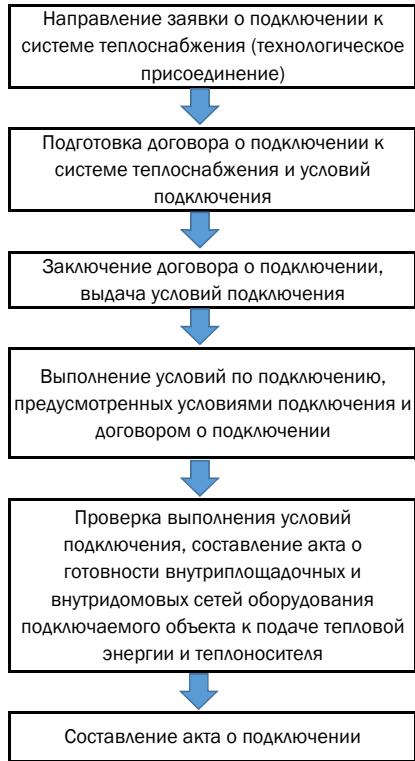 Направление заявки о подключении к
системе теплоснабжения (технологическое
присоединение)
Подготовка договора о подключении к
системе теплоснабжения и условий
подключения
Заключение договора о подключении,
выдача условий подключения
Выполнение условий по подключению,
предусмотренных условиями подключения и
договором о подключении
Проверка выполнения условий
подключения, составление акта о
готовности внутриплощадочных и
внутридомовых сетей оборудования
подключаемого объекта к подаче тепловой
энергии и теплоносителя
Составление акта о подключении